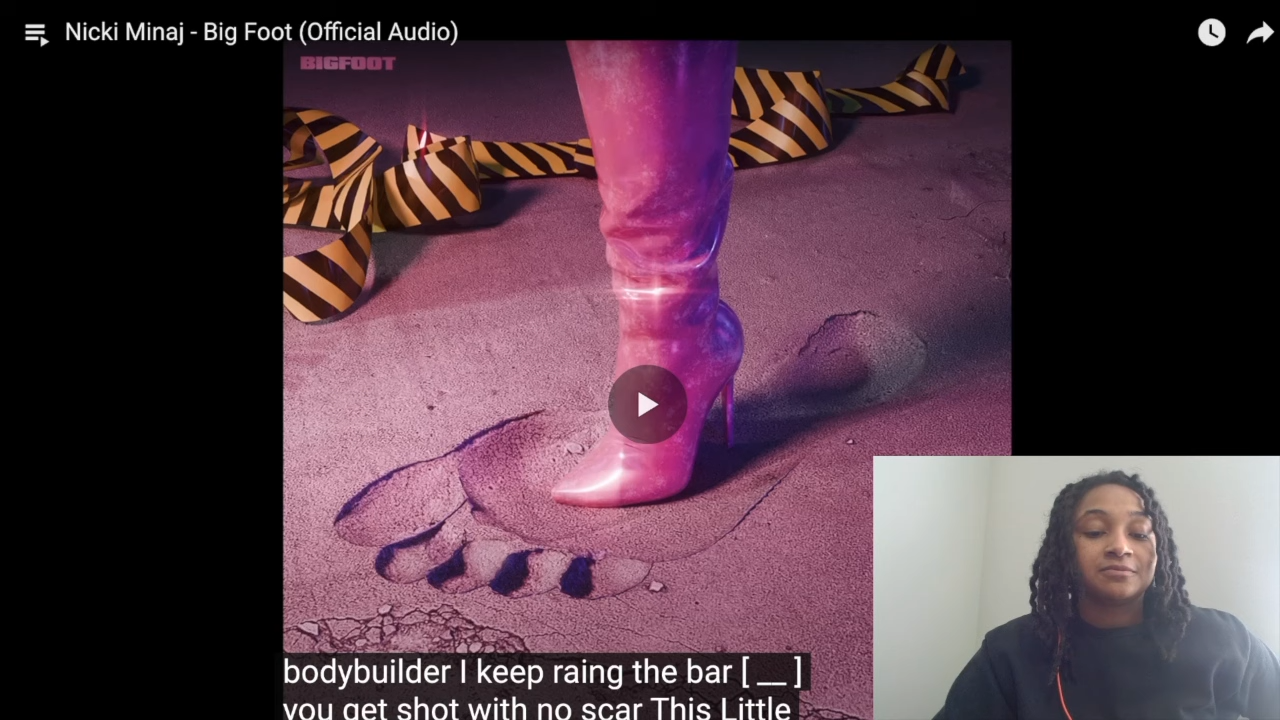 Nicki Minaj - Big Foot (Official Audio)
BIGFOOT
bodybuilder I keep raing the bar [ __ ]
you get shot with no scar This Little